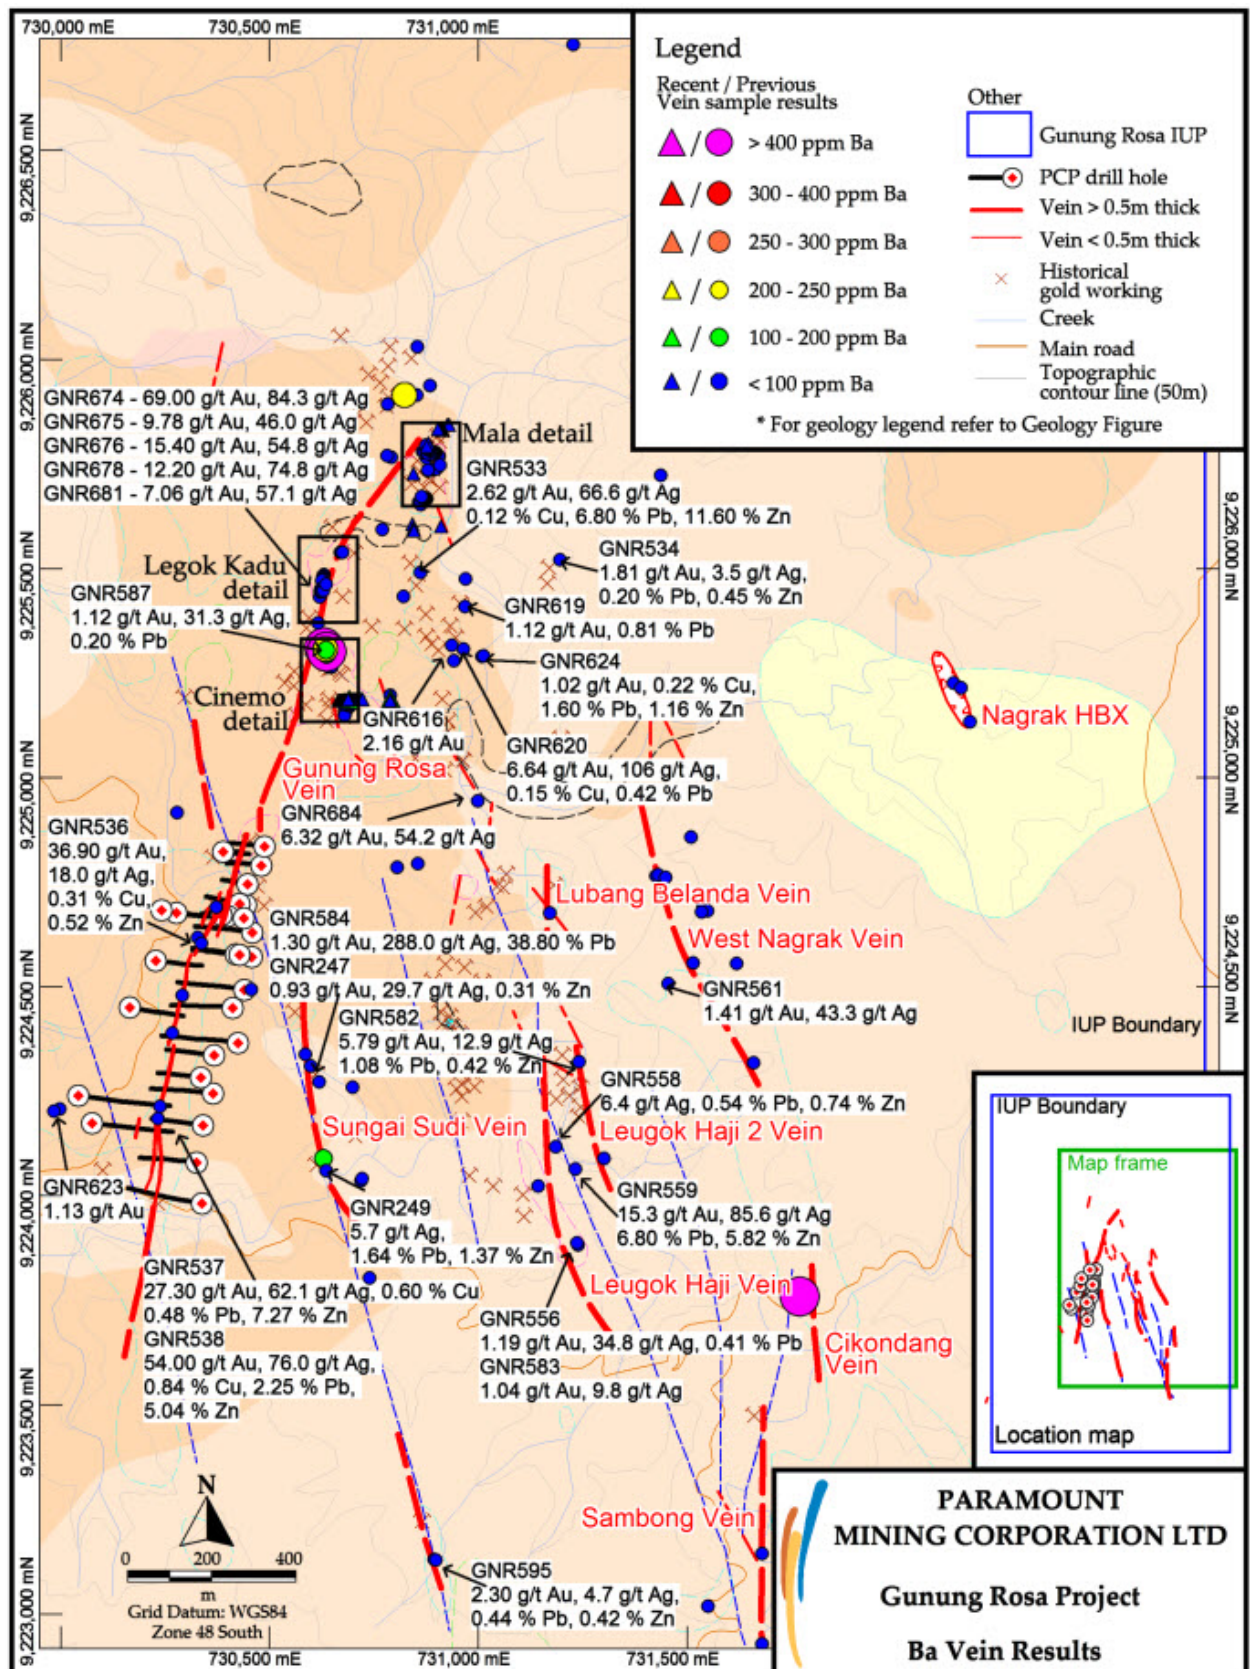 730,000 mE
730,500 mE
731,000 mE
Legend
Recent / Previous
Vein sample results
/ > 400 ppm Ba
/ 300 - 400 ppm Ba
/ 250 - 300 ppm Ba
/ 200 - 250 ppm Ba
/ 100 - 200 ppm Ba
/ < 100 ppm Ba
Other
Gunung Rosa IUP
PCP drill hole
Vein > 0.5m thick
Vein < 0.5m thick
Historical
gold working
Creek
Main road
Topographic
contour line (50m)
* For geology legend refer to Geology Figure
9,226,500 mN
9,226,000 mN
9,225,500 mN
9,225,000 mN
9,224,500 mN
9,224,000 mN
9,223,500 mN
9,223,000 mN
GNR674 - 69.00 g/t Au, 84.3 g/t Ag
GNR675 - 9.78 g/t Au, 46.0 g/t Ag
GNR676 - 15.40 g/t Au, 54.8 g/t Ag
GNR678 - 12.20 g/t Au, 74.8 g/t Ag
GNR681 - 7.06 g/t Au, 57.1 g/t Ag
Mala detail
GNR533
2.62 g/t Au, 66.6 g/t Ag
0.12 % Cu, 6.80 % Pb, 11.60 % Zn
GNR534
1.81 g/t Au, 3.5 g/t Ag,
0.20 % Pb, 0.45 % Zn
Legok Kadu
detail
GNR587
1.12 g/t Au, 31.3 g/t Ag,
0.20 % Pb
GNR619
1.12 g/t Au, 0.81 % Pb
GNR624
1.02 g/t Au, 0.22 % Cu,
1.60 % Pb, 1.16 % Zn
Cinemo
detail
GNR616
2.16 g/t Au
GNR620
6.64 g/t Au, 106 g/t Ag,
0.15 % Cu, 0.42 % Pb
Nagrak HBX
Gunung Rosa
Vein
GNR684
6.32 g/t Au, 54.2 g/t Ag
GNR536
36.90 g/t Au,
18.0 g/t Ag,
0.31 % Cu,
0.52 % Zn
Lubang Belanda Vein
GNR584
1.30 g/t Au, 288.0 g/t Ag, 38.80 % Pb
West Nagrak Vein
GNR247
0.93 g/t Au, 29.7 g/t Ag, 0.31 % Zn
GNR561
1.41 g/t Au, 43.3 g/t Ag
GNR582
5.79 g/t Au, 12.9 g/t Ag
1.08 % Pb, 0.42 % Zn
IUP Boundary
GNR558
6.4 g/t Ag, 0.54 % Pb, 0.74 % Zn
Sungai Sudi Vein
Leugok Haji 2 Vein
GNR623
1.13 g/t Au
GNR249
5.7 g/t Ag,
1.64 % Pb, 1.37 % Zn
GNR559
15.3 g/t Au, 85.6 g/t Ag
6.80 % Pb, 5.82 % Zn
GNR537
27.30 g/t Au, 62.1 g/t Ag, 0.60 % Cu
0.48 % Pb, 7.27 % Zn
GNR538
54.00 g/t Au, 76.0 g/t Ag,
0.84 % Cu, 2.25 % Pb,
5.04 % Zn
Leugok Haji Vein
GNR556
1.19 g/t Au, 34.8 g/t Ag, 0.41 % Pb
GNR583
1.04 g/t Au, 9.8 g/t Ag
Cikondang
Vein
Sambong Vein
GNR595
2.30 g/t Au, 4.7 g/t Ag,
0.44 % Pb, 0.42 % Zn
9,226,000 mN
9,225,500 mN
9,225,000 mN
9,224,500 mN
IUP Boundary
Map frame
Location map
N
0 200 400
m
Grid Datum: WGS84
Zone 48 South
730,500 mE
731,000 mE
731,500 mE
PARAMOUNT
MINING CORPORATION LTD
Gunung Rosa Project
Ba Vein Results